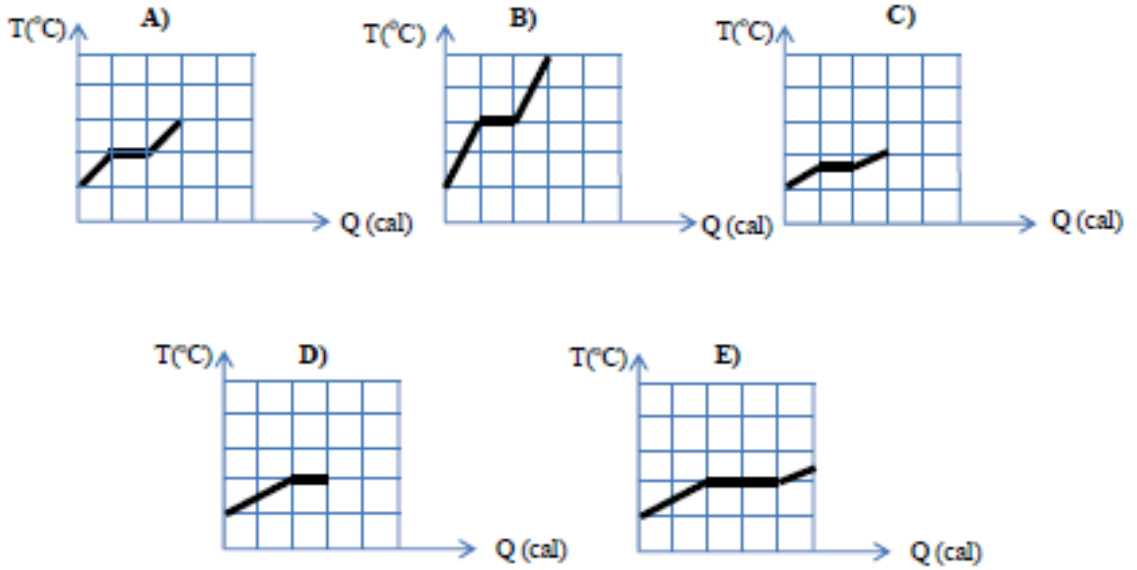 A)
T(°C)
Q (cal)
B)
T(°C)
Q (cal)
C)
T(°C)
Q (cal)
D)
T(°C)
Q (cal)
E)
T(°C)
Q (cal)